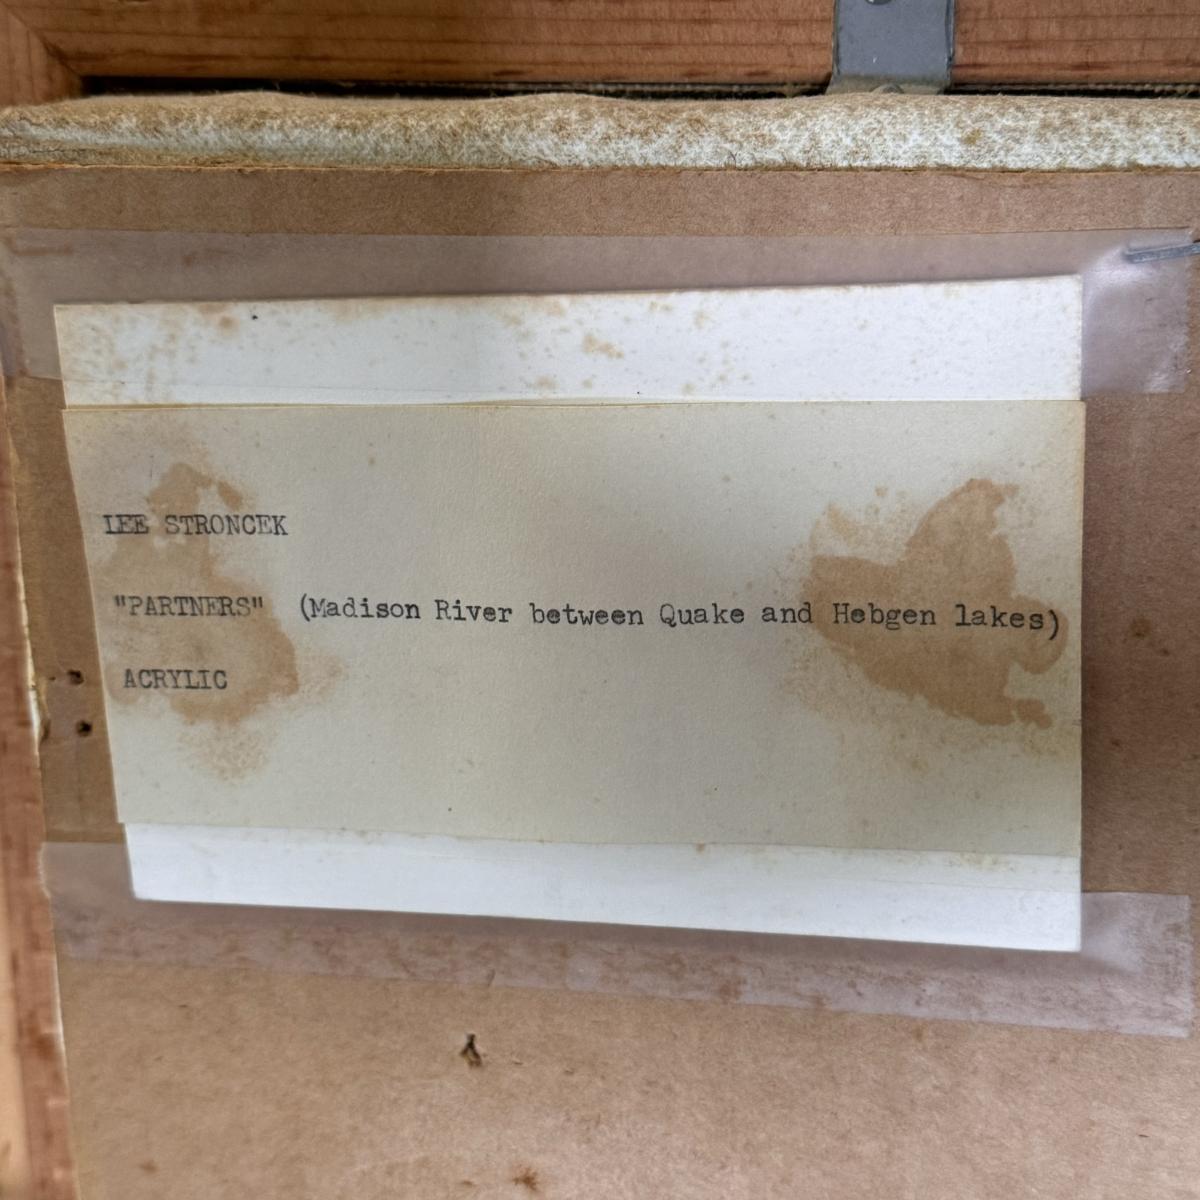 LEE STRONCEK
"PARTNERS" (Madison River between Quake and Hebgen lakes)
ACRYLIC